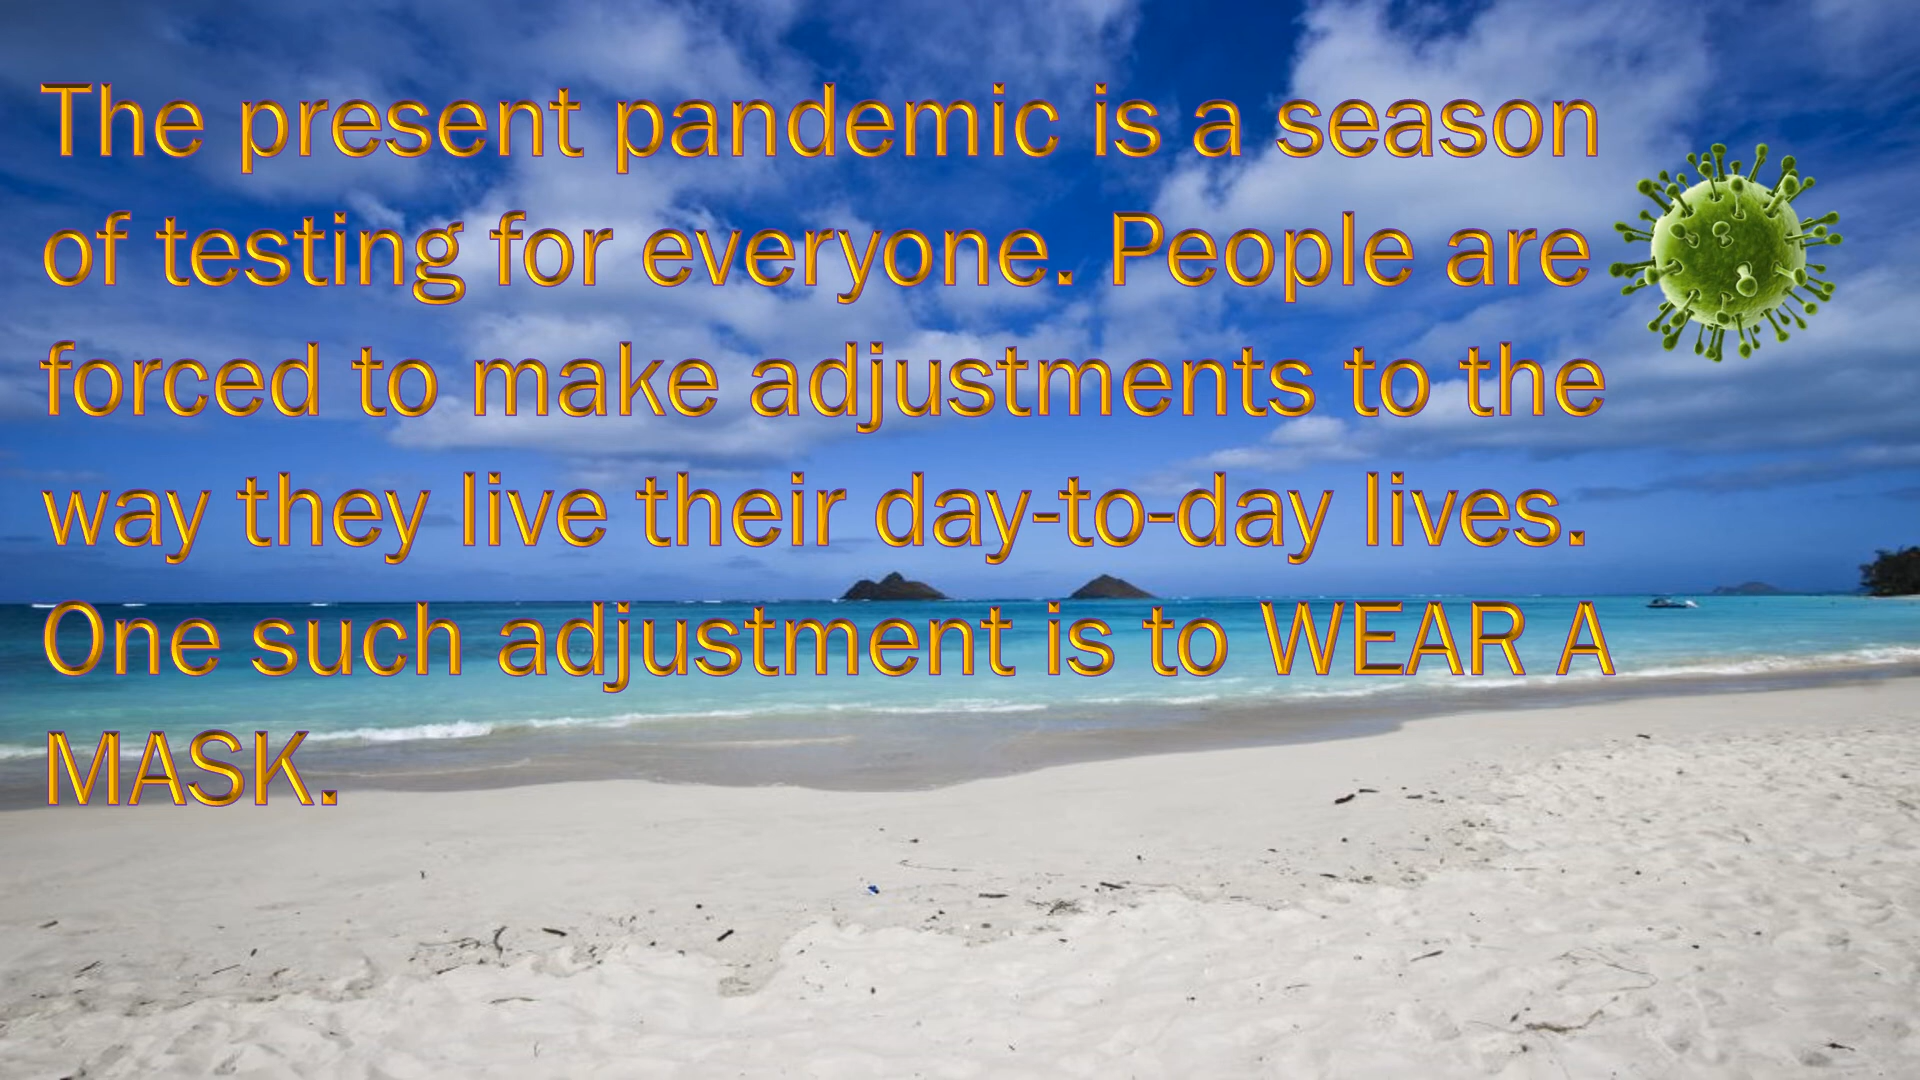 The present pandemic is a season
of testing for everyone. People are
forced to make adjustments to the
way they live their day-to-day lives.
One such adjustment is to WEAR A
MASK.